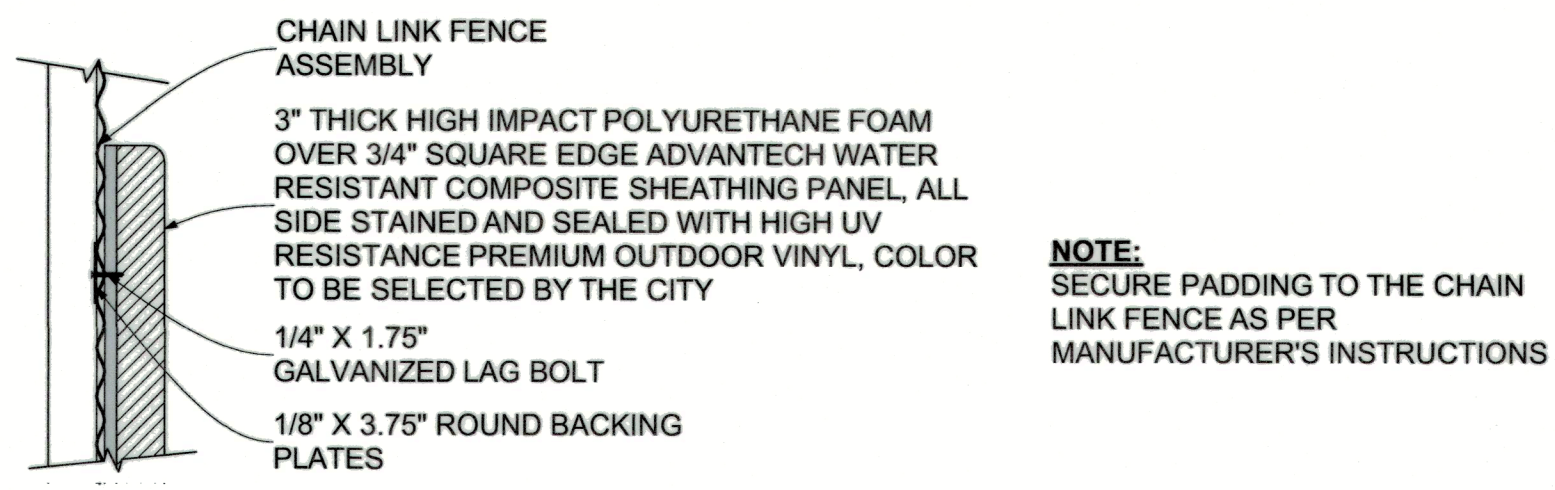 CHAIN LINK FENCE
ASSEMBLY
3" THICK HIGH IMPACT POLYURETHANE FOAM
OVER 3/4" SQUARE EDGE ADVANTECH WATER
RESISTANT COMPOSITE SHEATHING PANEL, ALL
SIDE STAINED AND SEALED WITH HIGH UV
RESISTANCE PREMIUM OUTDOOR VINYL, COLOR
TO BE SELECTED BY THE CITY
1/4" X 1.75"
GALVANIZED LAG BOLT
1/8" X 3.75" ROUND BACKING
PLATES
NOTE:
SECURE PADDING TO THE CHAIN
LINK FENCE AS PER
MANUFACTURER'S INSTRUCTIONS